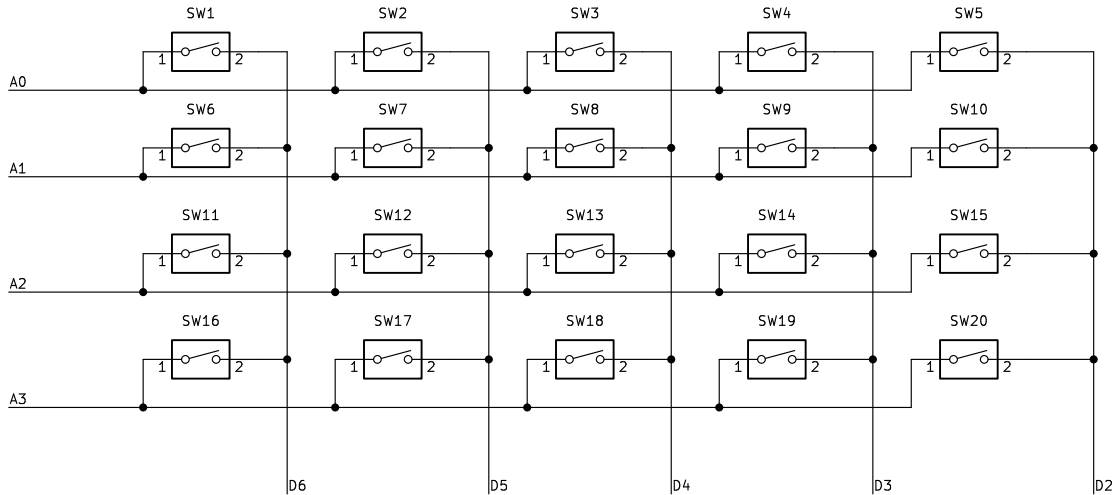 SW1 SW2 SW3 SW4 SW5
1 2 1 2 1 2 1 2 1 2
A0
SW6 SW7 SW8 SW9 SW10
1 2 1 2 1 2 1 2 1 2
A1
SW11 SW12 SW13 SW14 SW15
1 2 1 2 1 2 1 2 1 2
A2
SW16 SW17 SW18 SW19 SW20
1 2 1 2 1 2 1 2 1 2
A3
D6 D5 D4 D3 D2